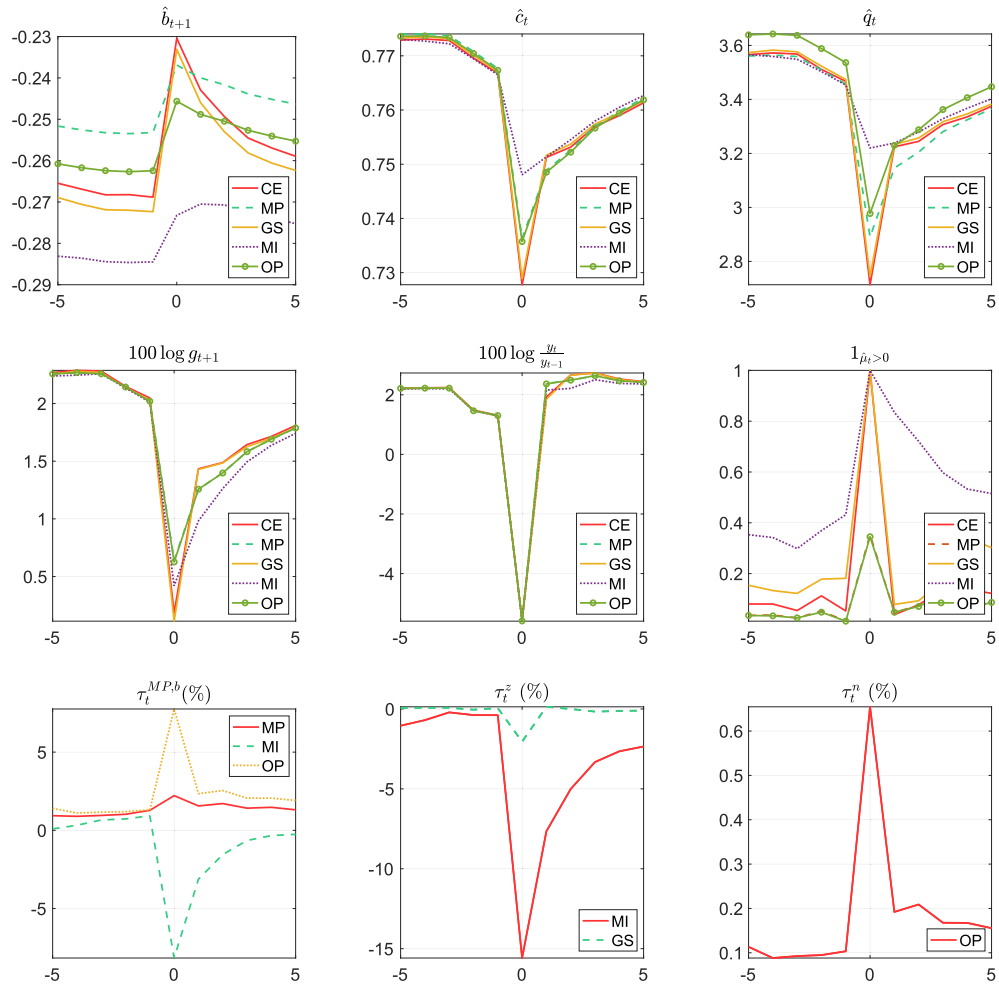 b̂ₜ₊₁
-0.23
-0.24
-0.25
-0.26
-0.27
-0.28
-0.29
-5 0 5
CE
MP
GS
MI
OP
ĉₜ
0.77
0.76
0.75
0.74
0.73
-5 0 5
CE
MP
GS
MI
OP
q̂ₜ
3.6
3.4
3.2
3
2.8
-5 0 5
CE
MP
GS
MI
OP
100 log gₜ₊₁
2
1.5
1
0.5
-5 0 5
CE
MP
GS
MI
OP
100 log yₜ/yₜ₋₁
2
0
-2
-4
-5 0 5
CE
MP
GS
MI
OP
1_{μ̂ₜ>0}
1
0.8
0.6
0.4
0.2
0
-5 0 5
CE
MP
GS
MI
OP
τₜ^{MP,b}(%)
5
0
-5
-5 0 5
MP
MI
OP
τₜ^z (%)
0
-5
-10
-15
-5 0 5
MI
GS
τₜ^n (%)
0.6
0.5
0.4
0.3
0.2
0.1
-5 0 5
OP